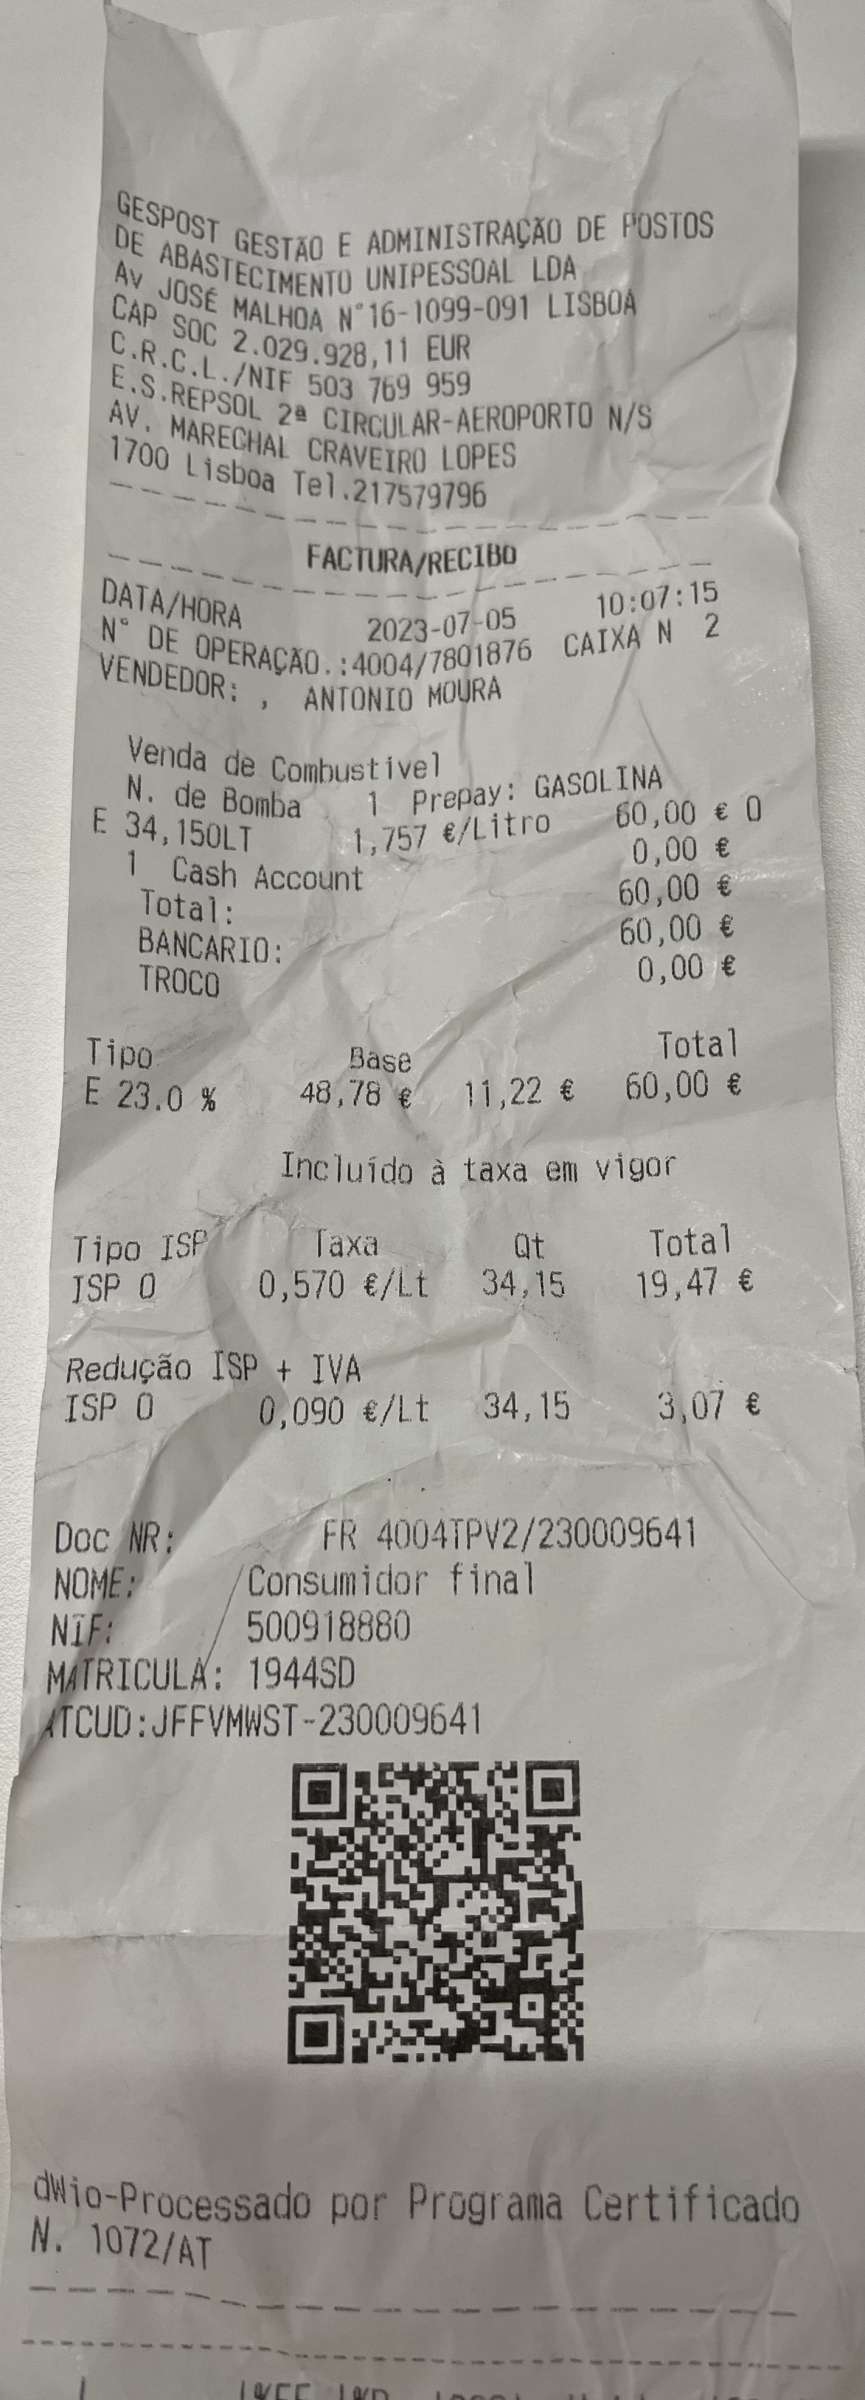 GESPOST GESTÃO E ADMINISTRAÇÃO DE POSTOS
DE ABASTECIMENTO UNIPESSOAL LDA
AV JOSÉ MALHOA N°16-1099-091 LISBOA
CAP SOC 2.029.928,11 EUR
C.R.C.L./NIF 503 769 959
E.S.REPSOL 2ª CIRCULAR-AEROPORTO N/S
AV. MARECHAL CRAVEIRO LOPES
1700 Lisboa Tel.217579796
FACTURA/RECIBO
DATA/HORA 2023-07-05 10:07:15
N° DE OPERAÇÃO.:4004/7801876 CAIXA N 2
VENDEDOR: , ANTONIO MOURA
Venda de Combustivel
N. de Bomba 1 Prepay: GASOLINA
E 34,150LT 1,757 €/Litro 60,00 € O
1 Cash Account 0,00 €
Total: 60,00 €
BANCARIO: 60,00 €
TROCO 0,00 €
Tipo Base Total
E 23.0 % 48,78 € 11,22 € 60,00 €
Incluído à taxa em vigor
Tipo ISP Taxa Qt Total
ISP O 0,570 €/Lt 34,15 19,47 €
Redução ISP + IVA
ISP O 0,090 €/Lt 34,15 3,07 €
Doc NR: FR 4004TPV2/230009641
NOME: Consumidor final
NIF: 500918880
MATRICULA: 1944SD
ATCUD:JFFVMWST-230009641
dWio-Processado por Programa Certificado
N. 1072/AT